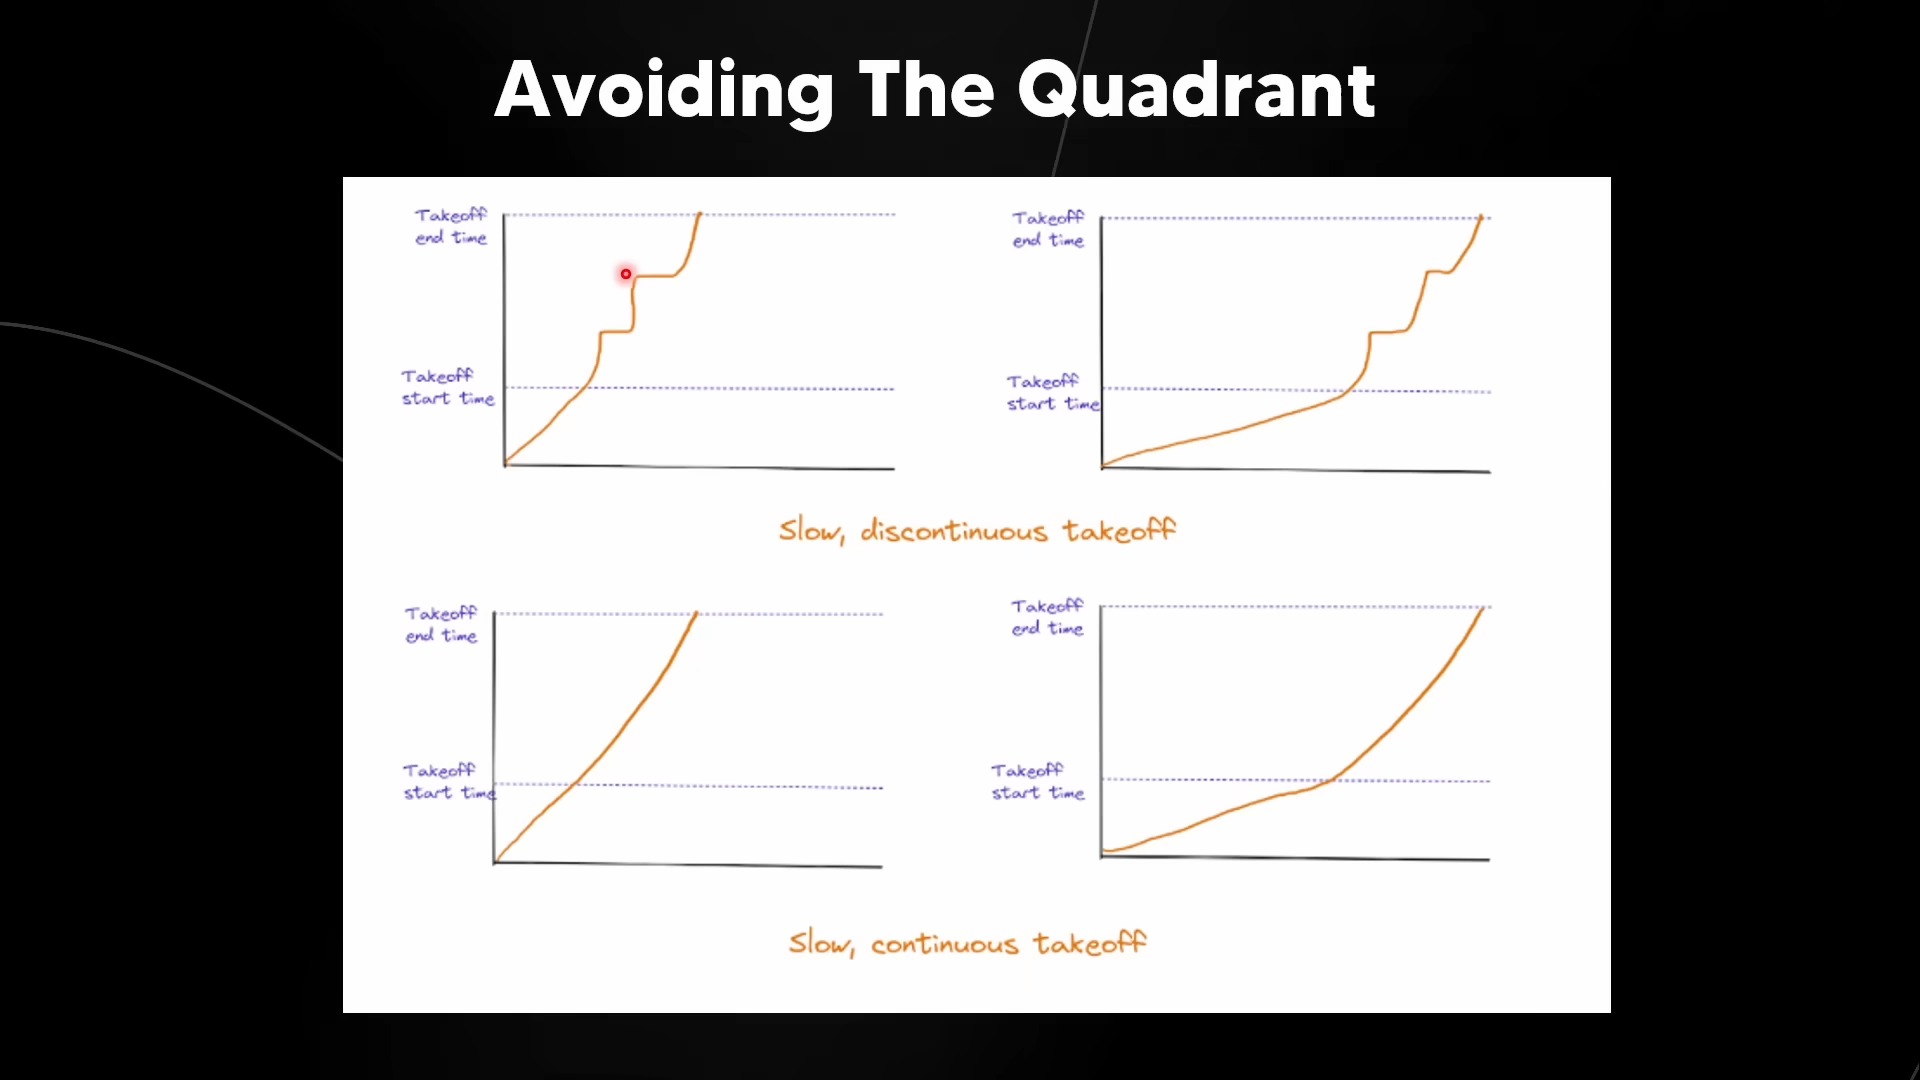 Avoiding The Quadrant
Takeoff
end time
Takeoff
start time
Takeoff
end time
Takeoff
start time
Slow, discontinuous takeoff
Takeoff
end time
Takeoff
start time
Takeoff
end time
Takeoff
start time
Slow, continuous takeoff